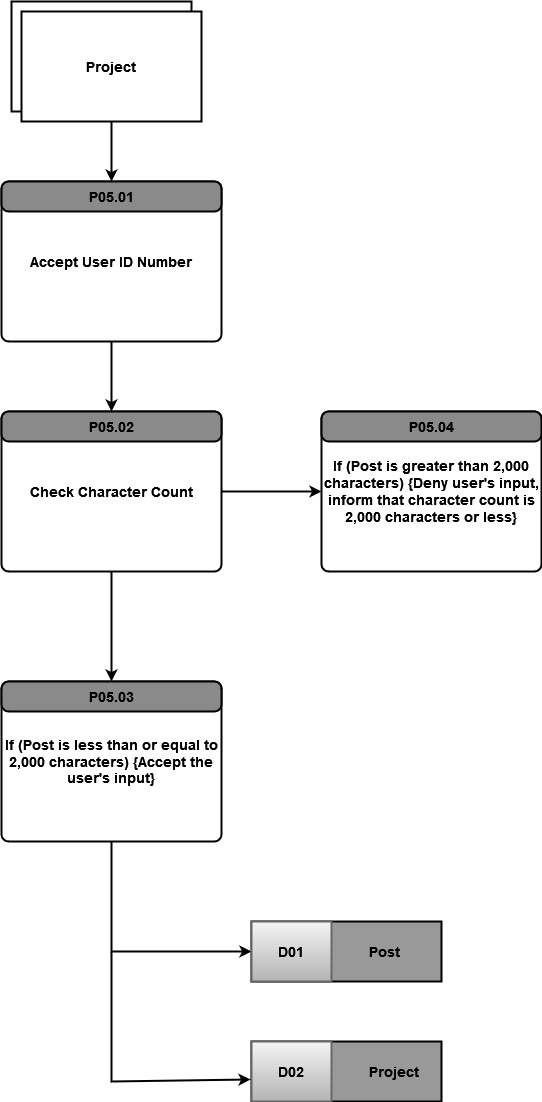 Project
P05.01
Accept User ID Number
P05.02
Check Character Count
P05.04
If (Post is greater than 2,000
characters) {Deny user's input,
inform that character count is
2,000 characters or less}
P05.03
If (Post is less than or equal to
2,000 characters) {Accept the
user's input}
D01 Post
D02 Project